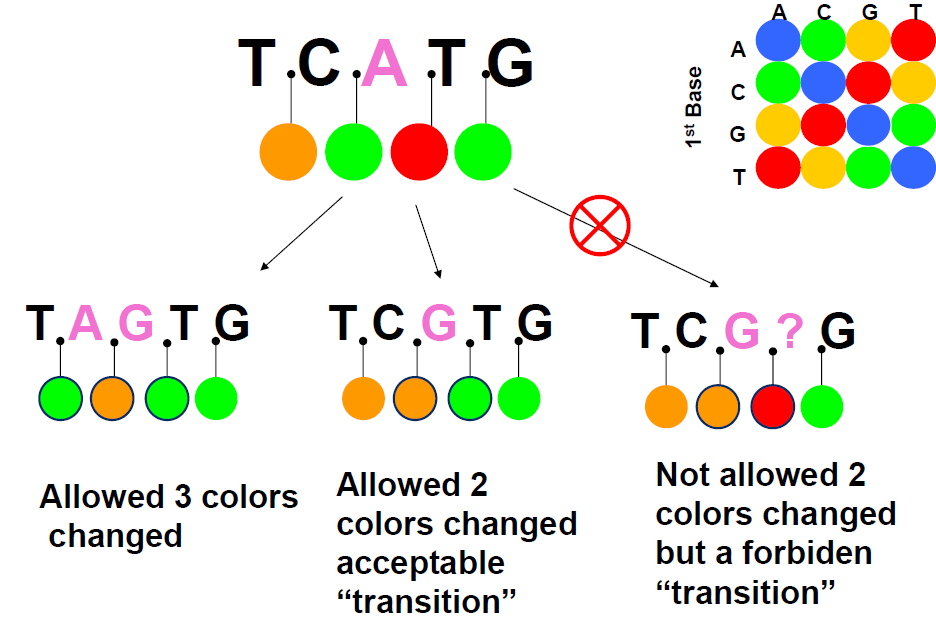 T C A T G
A C G T
1st Base
A
C
G
T
T A G T G
T C G T G
T C G ? G
Allowed 3 colors
changed
Allowed 2
colors changed
acceptable
“transition”
Not allowed 2
colors changed
but a forbiden
“transition”